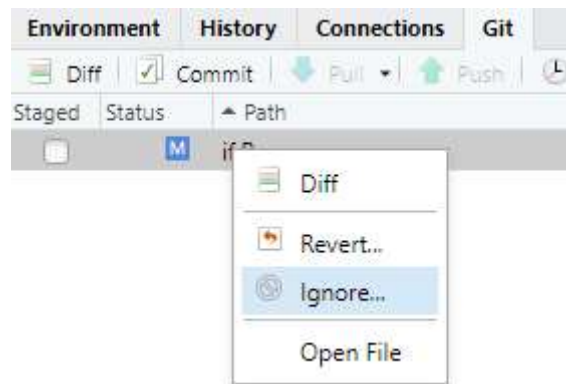 Environment History Connections Git
Diff Commit Pull Push
Staged Status Path
M
Diff
Revert...
Ignore...
Open File